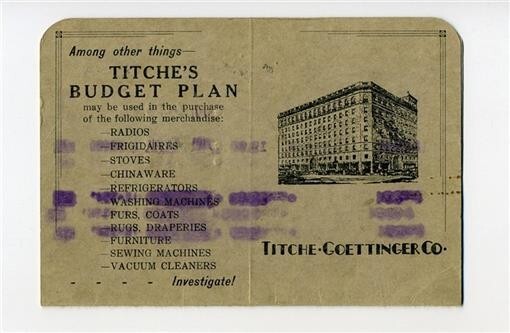 Among other things—
TITCHE'S
BUDGET PLAN
may be used in the purchase
of the following merchandise:
—RADIOS
—FRIGIDAIRES
—STOVES
—CHINAWARE
—REFRIGERATORS
—WASHING MACHINES
—FURS, COATS
—RUGS, DRAPERIES
—FURNITURE
—SEWING MACHINES
—VACUUM CLEANERS
- - - - Investigate!
TITCHE·GOETTINGER CO·